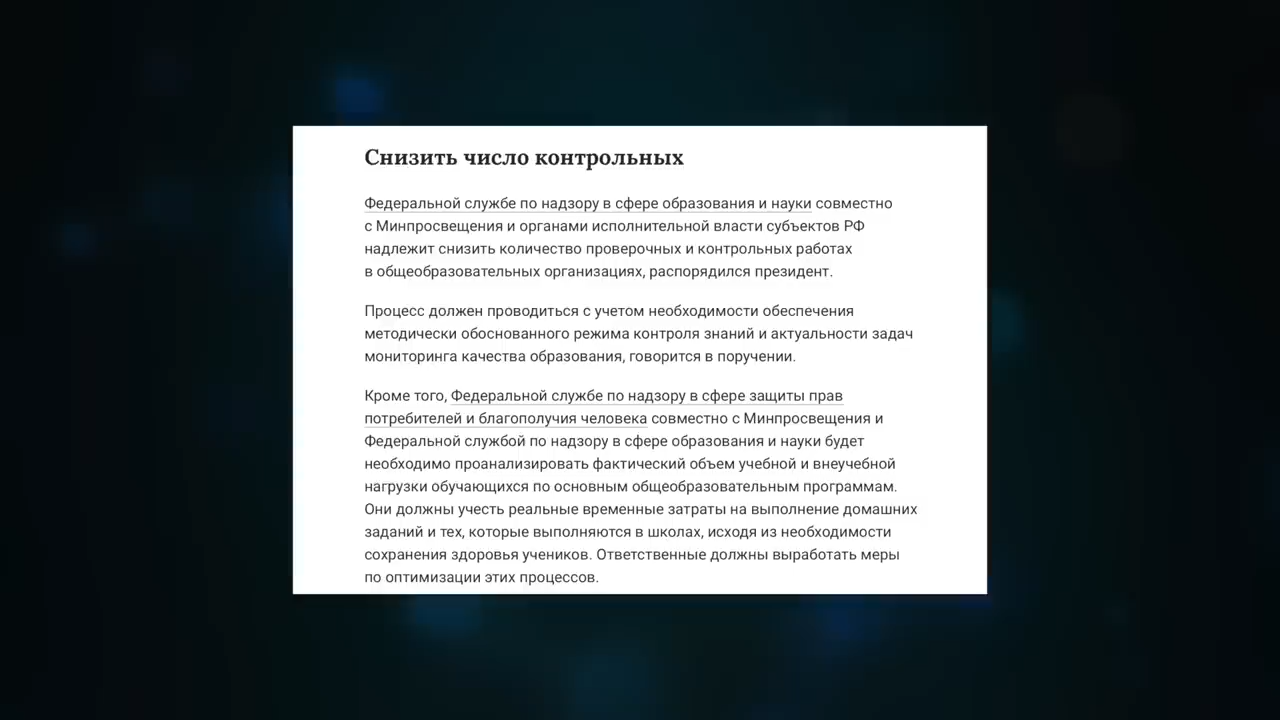 Снизить число контрольных
Федеральной службе по надзору в сфере образования и науки совместно
с Минпросвещения и органами исполнительной власти субъектов РФ
надлежит снизить количество проверочных и контрольных работах
в общеобразовательных организациях, распорядился президент.
Процесс должен проводиться с учетом необходимости обеспечения
методически обоснованного режима контроля знаний и актуальности задач
мониторинга качества образования, говорится в поручении.
Кроме того, Федеральной службе по надзору в сфере защиты прав
потребителей и благополучия человека совместно с Минпросвещения и
Федеральной службой по надзору в сфере образования и науки будет
необходимо проанализировать фактический объем учебной и внеучебной
нагрузки обучающихся по основным общеобразовательным программам.
Они должны учесть реальные временные затраты на выполнение домашних
заданий и тех, которые выполняются в школах, исходя из необходимости
сохранения здоровья учеников. Ответственные должны выработать меры
по оптимизации этих процессов.